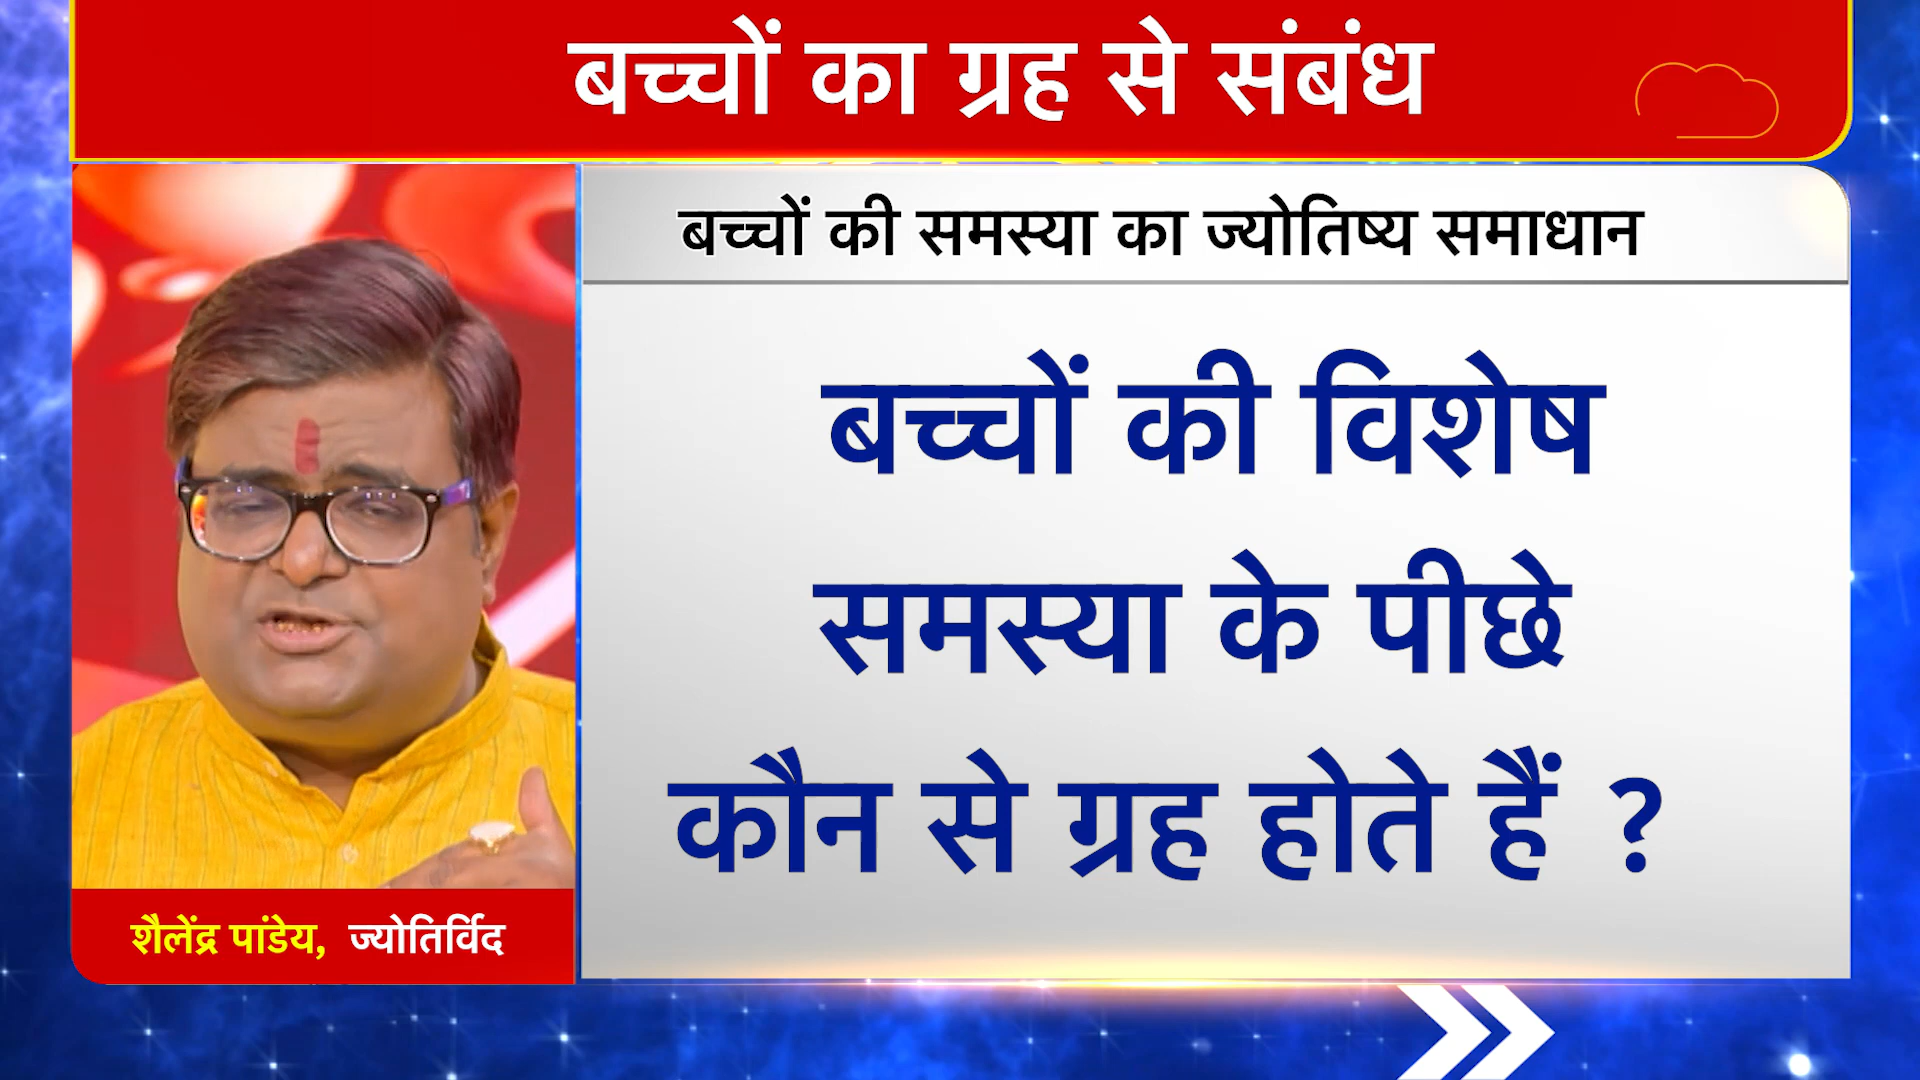 बच्चों का ग्रह से संबंध
बच्चों की समस्या का ज्योतिष्य समाधान
बच्चों की विशेष
समस्या के पीछे
कौन से ग्रह होते हैं ?
शैलेंद्र पांडेय, ज्योतिर्विद